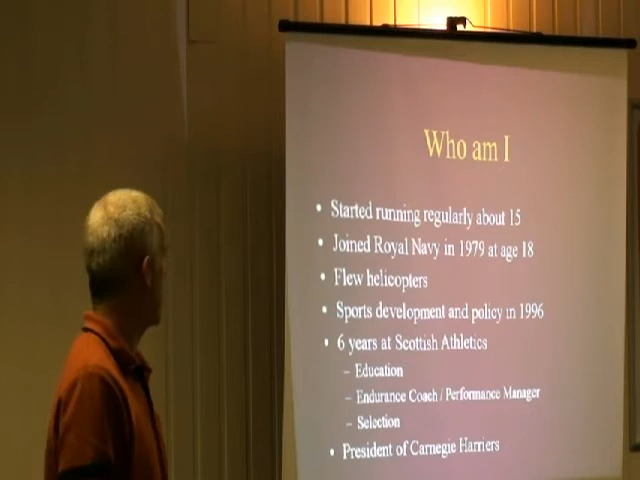 Who am I
• Started running regularly about 15
• Joined Royal Navy in 1979 at age 18
• Flew helicopters
• Sports development and policy in 1996
• 6 years at Scottish Athletics
– Education
– Endurance Coach / Performance Manager
– Selection
• President of Carnegie Harriers